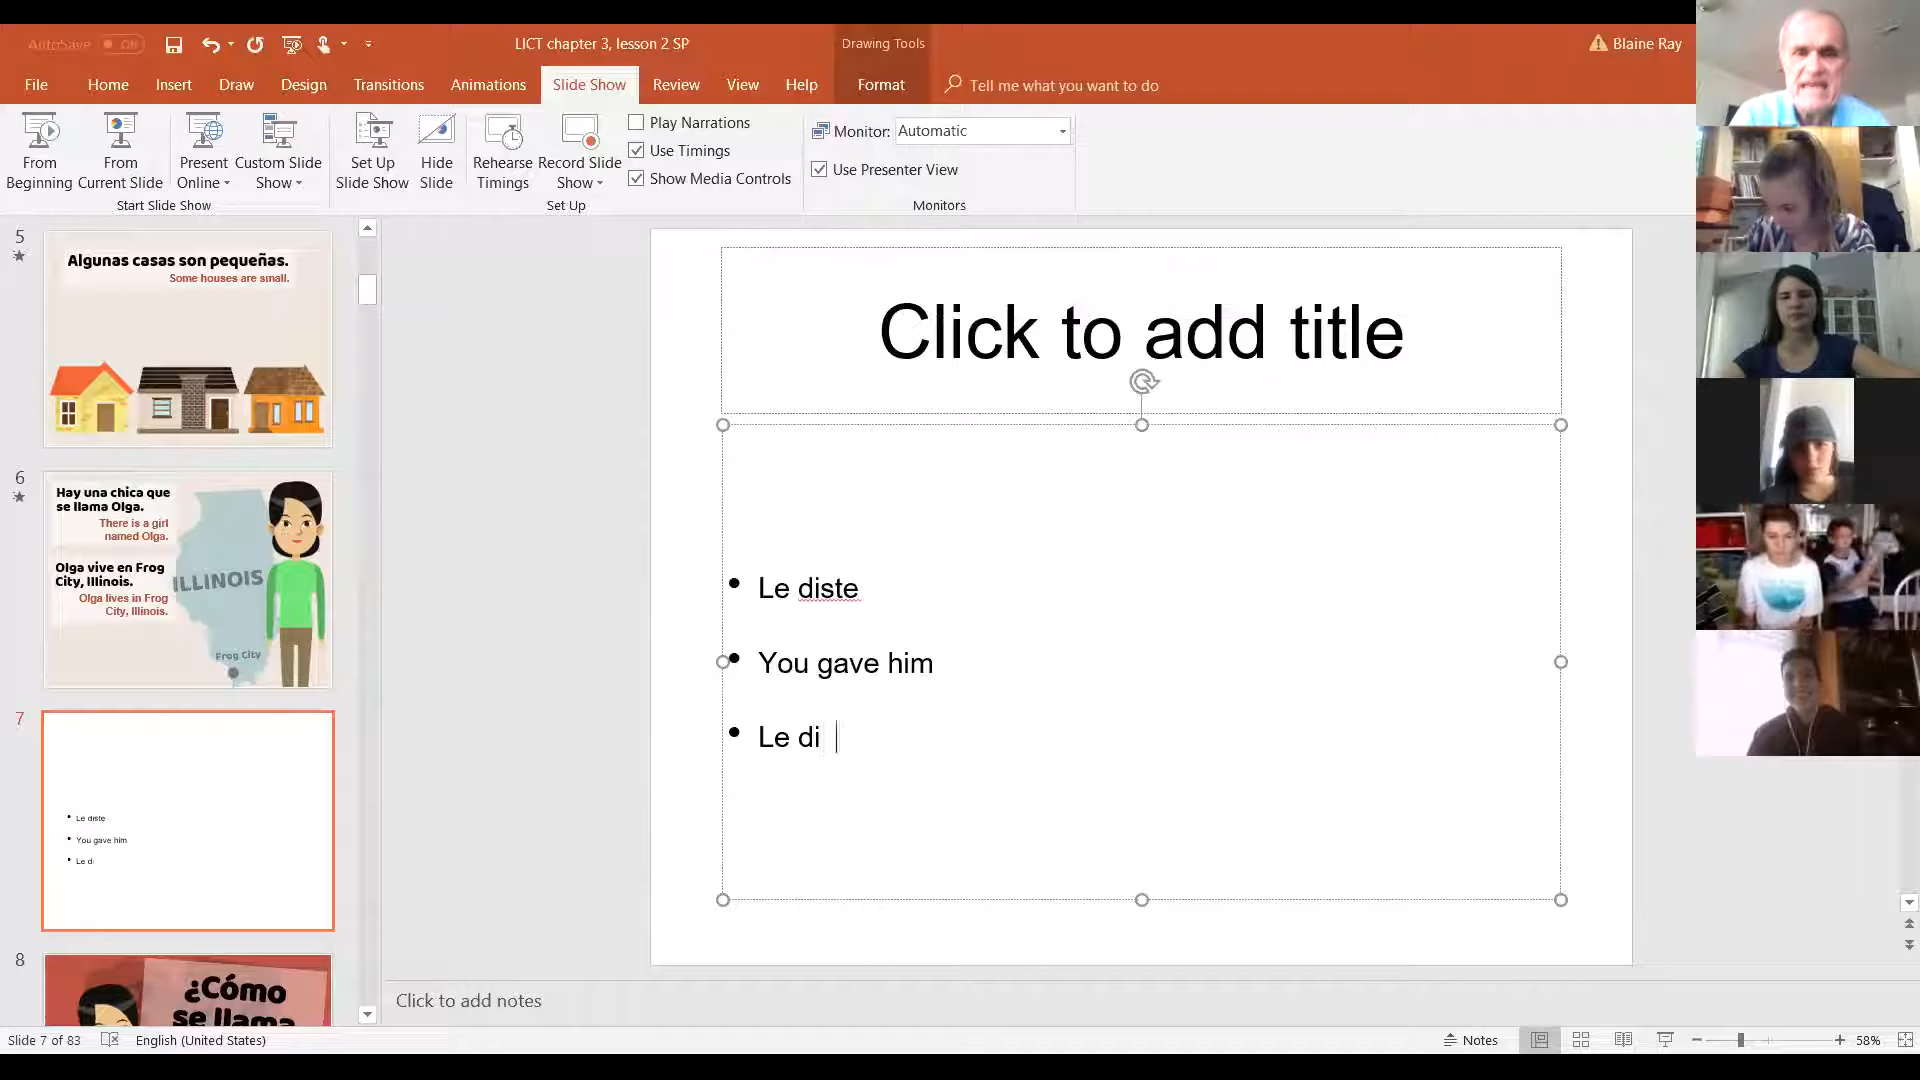 AutoSave Off
LICT chapter 3, lesson 2 SP
Drawing Tools
Blaine Ray
File Home Insert Draw Design Transitions Animations Slide Show Review View Help Format Tell me what you want to do
From Beginning
From Current Slide
Present Online
Custom Slide Show
Start Slide Show
Set Up Slide Show
Hide Slide
Rehearse Timings
Record Slide Show
Play Narrations
Use Timings
Show Media Controls
Set Up
Monitor: Automatic
Use Presenter View
Monitors
5
Algunas casas son pequeñas.
Some houses are small.
6
Hay una chica que
se llama Olga.
There is a girl
named Olga.
Olga vive en Frog
City, Illinois.
Olga lives in Frog
City, Illinois.
ILLINOIS
Frog City
7
Le diste
You gave him
Le di
8
¿Cómo
se llama
Click to add title
Le diste
You gave him
Le di
Click to add notes
Slide 7 of 83 English (United States) Notes 58%